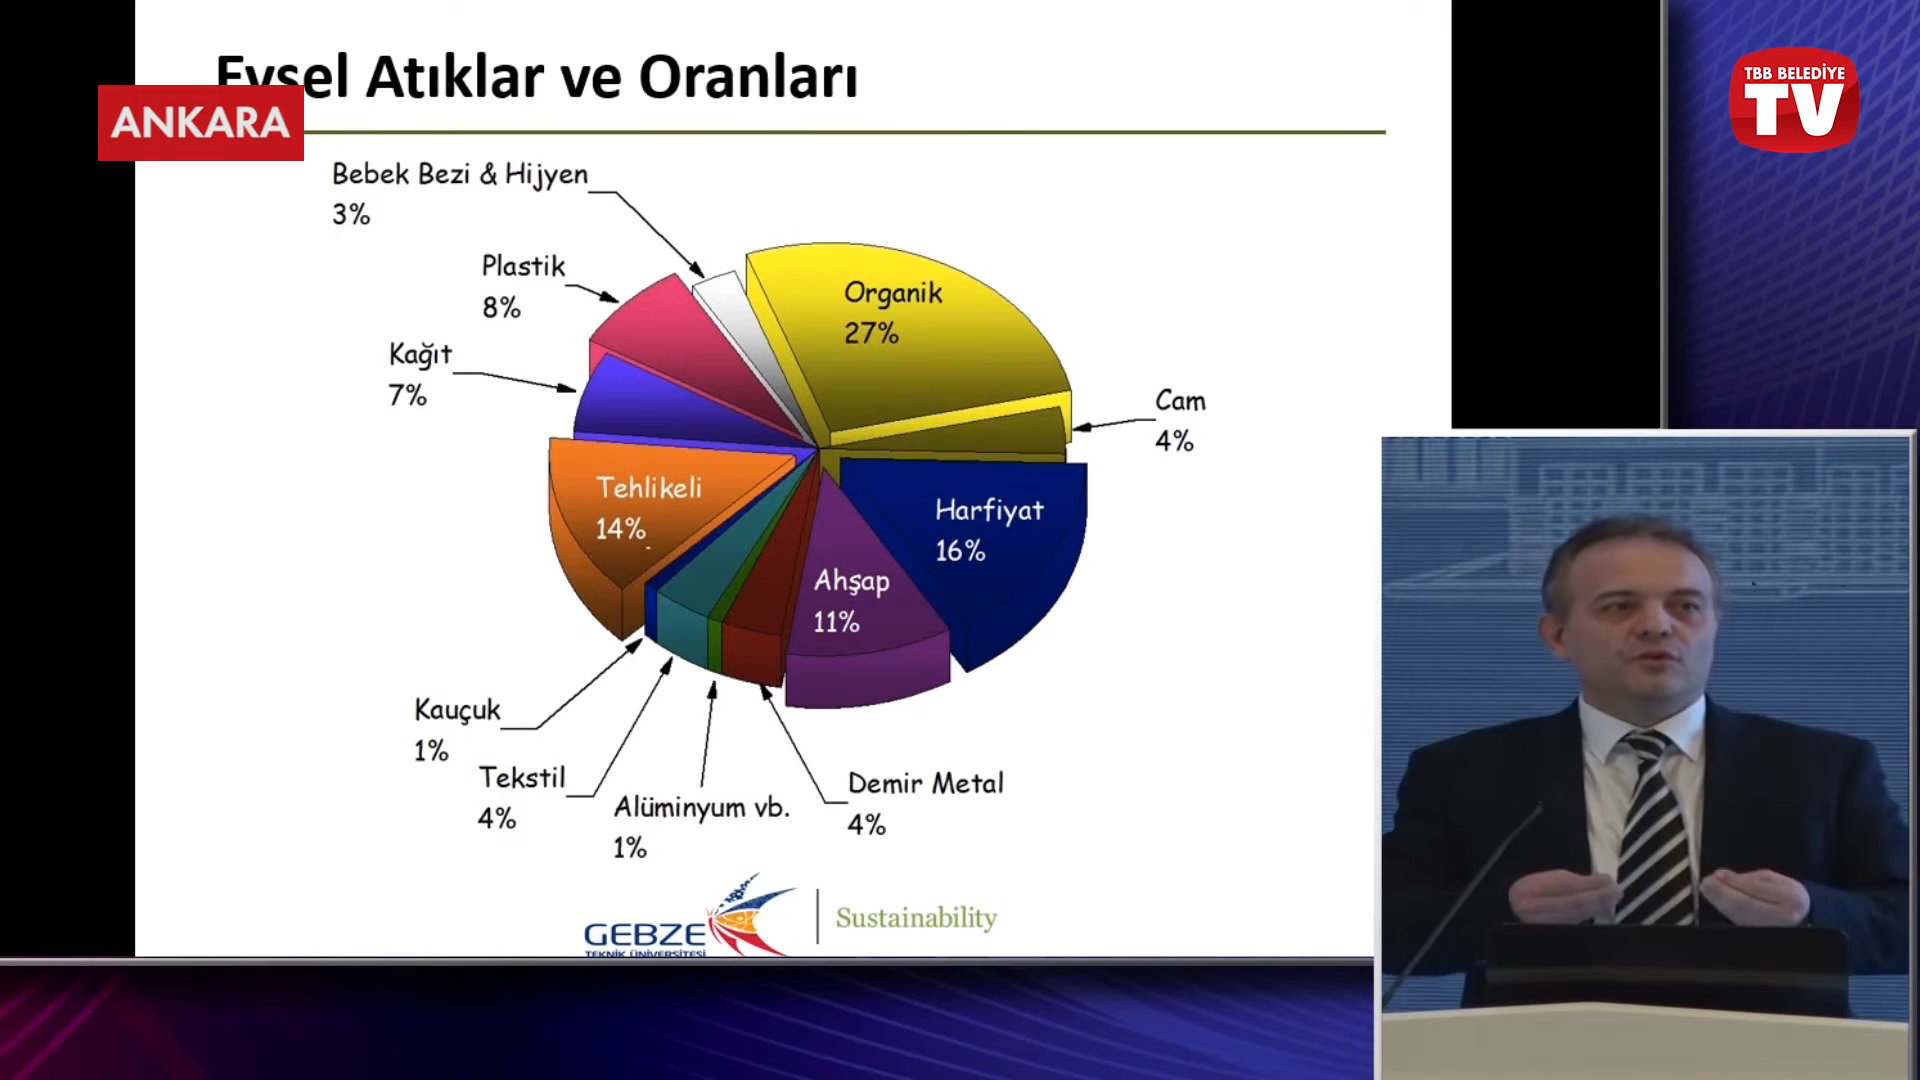 Evsel Atıklar ve Oranları
ANKARA
TBB BELEDİYE
TV
Bebek Bezi & Hijyen
3%
Plastik
8%
Organik
27%
Kağıt
7%
Cam
4%
Tehlikeli
14%
Harfiyat
16%
Ahşap
11%
Kauçuk
1%
Tekstil
4%
Alüminyum vb.
1%
Demir Metal
4%
GEBZE
TEKNİK ÜNİVERSİTESİ
Sustainability